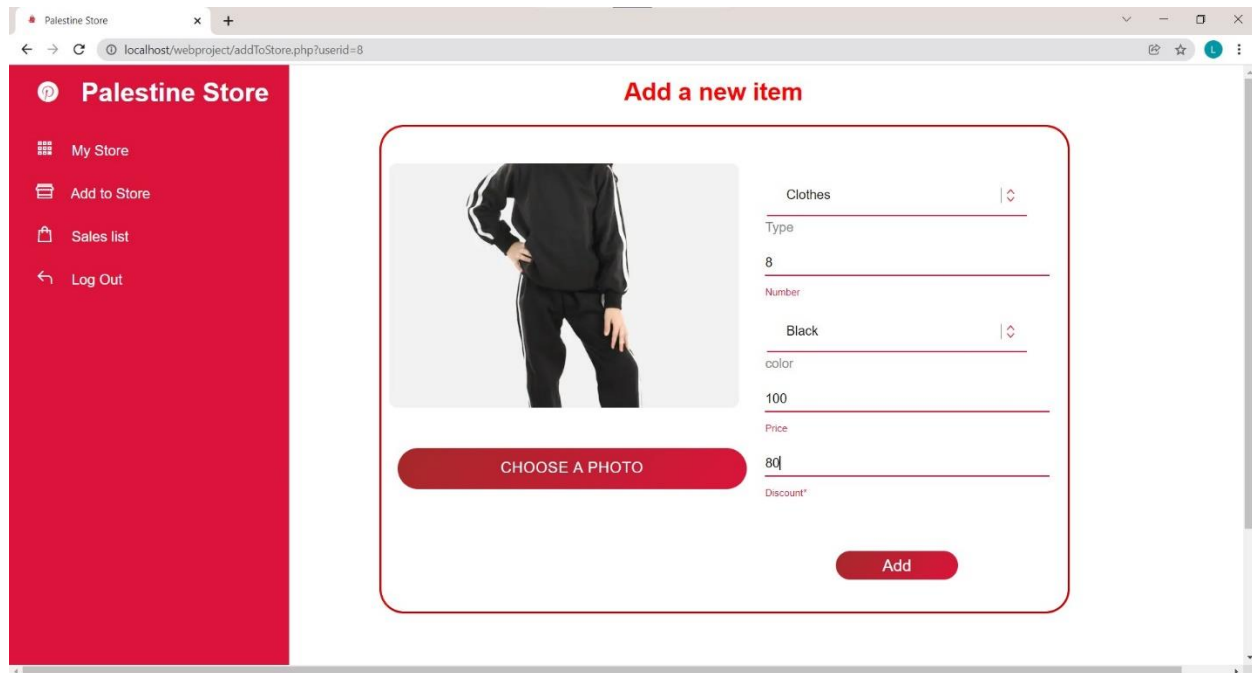 Palestine Store
localhost/webproject/addToStore.php?userid=8
L
Palestine Store
My Store
Add to Store
Sales list
Log Out
Add a new item
CHOOSE A PHOTO
Clothes
Type
8
Number
Black
color
100
Price
80
Discount*
Add